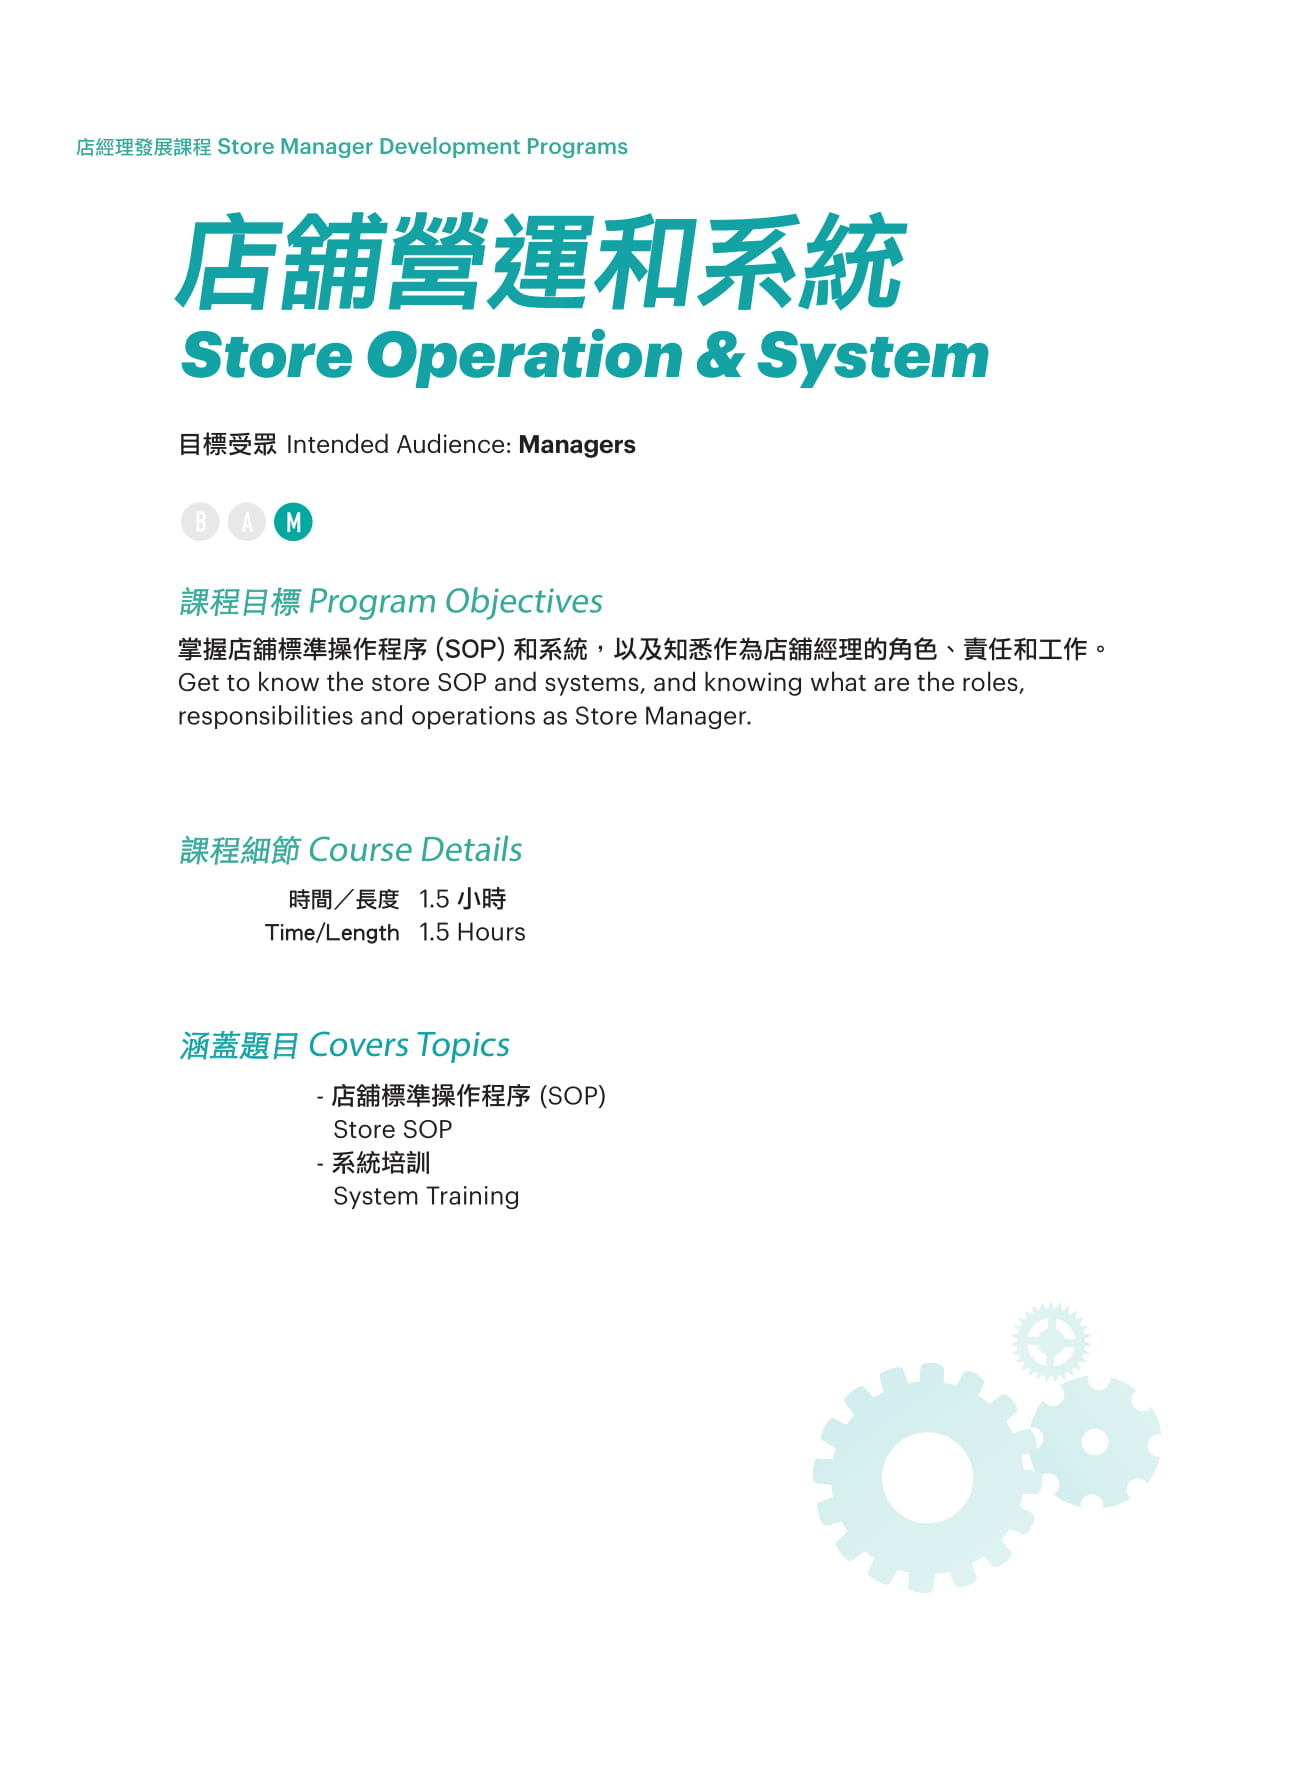 店經理發展課程 Store Manager Development Programs
店舖營運和系統
Store Operation & System
目標受眾 Intended Audience: Managers
B A M
課程目標 Program Objectives
掌握店舖標準操作程序 (SOP) 和系統，以及知悉作為店舖經理的角色、責任和工作。
Get to know the store SOP and systems, and knowing what are the roles,
responsibilities and operations as Store Manager.
課程細節 Course Details
時間／長度 1.5 小時
Time/Length 1.5 Hours
涵蓋題目 Covers Topics
- 店舖標準操作程序 (SOP)
Store SOP
- 系統培訓
System Training